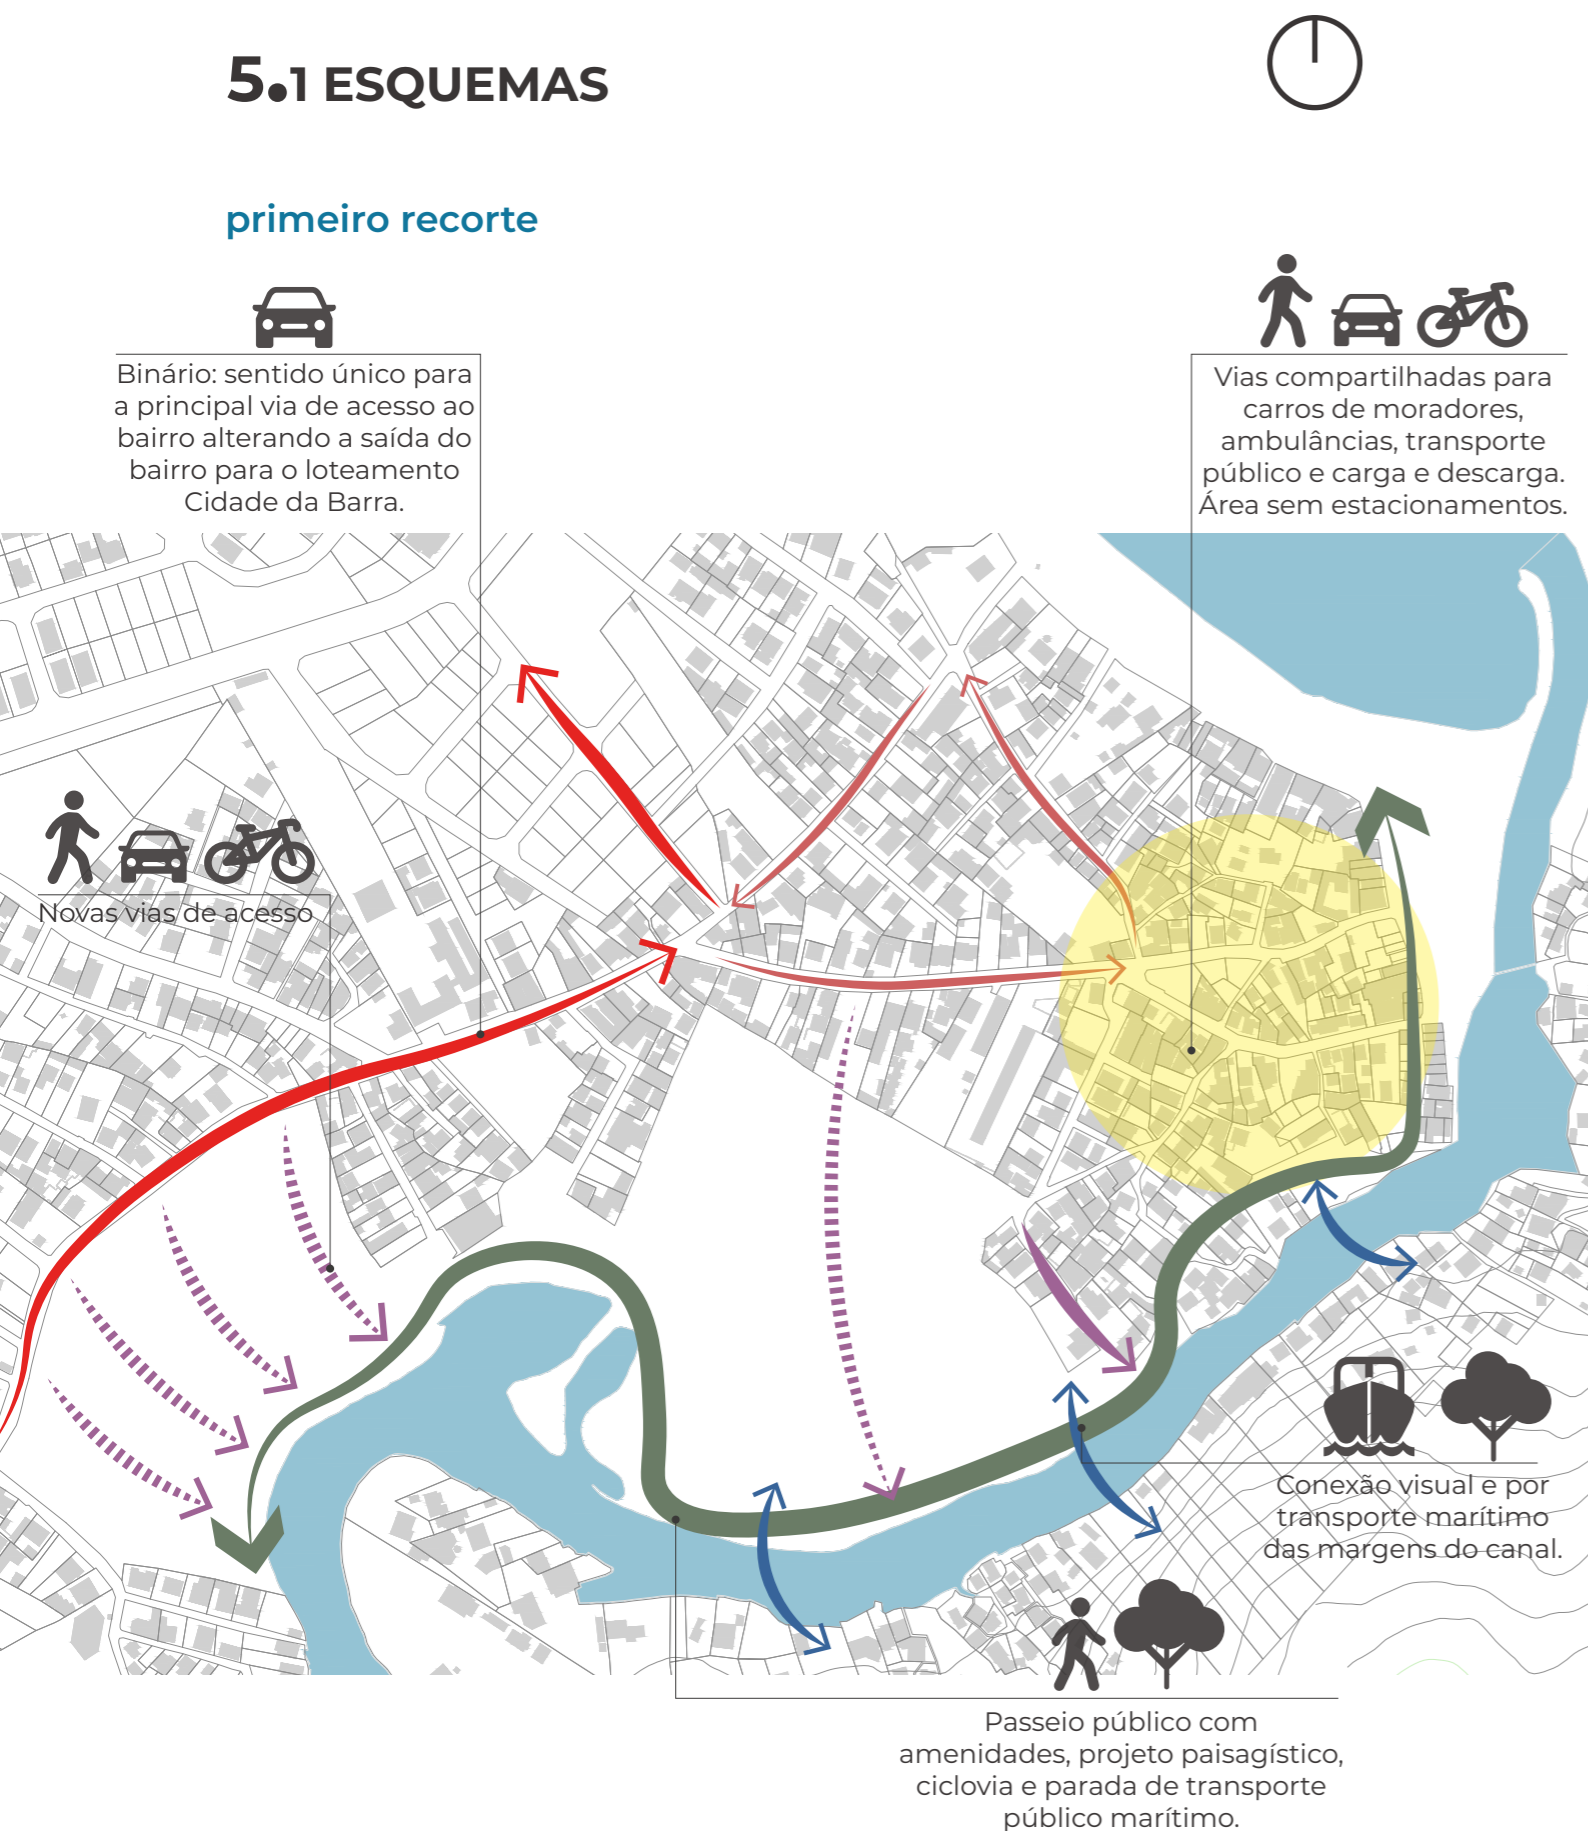 5.1 ESQUEMAS
primeiro recorte
Binário: sentido único para
a principal via de acesso ao
bairro alterando a saída do
bairro para o loteamento
Cidade da Barra.
Vias compartilhadas para
carros de moradores,
ambulâncias, transporte
público e carga e descarga.
Área sem estacionamentos.
Novas vias de acesso
Conexão visual e por
transporte marítimo
das margens do canal.
Passeio público com
amenidades, projeto paisagístico,
ciclovia e parada de transporte
público marítimo.